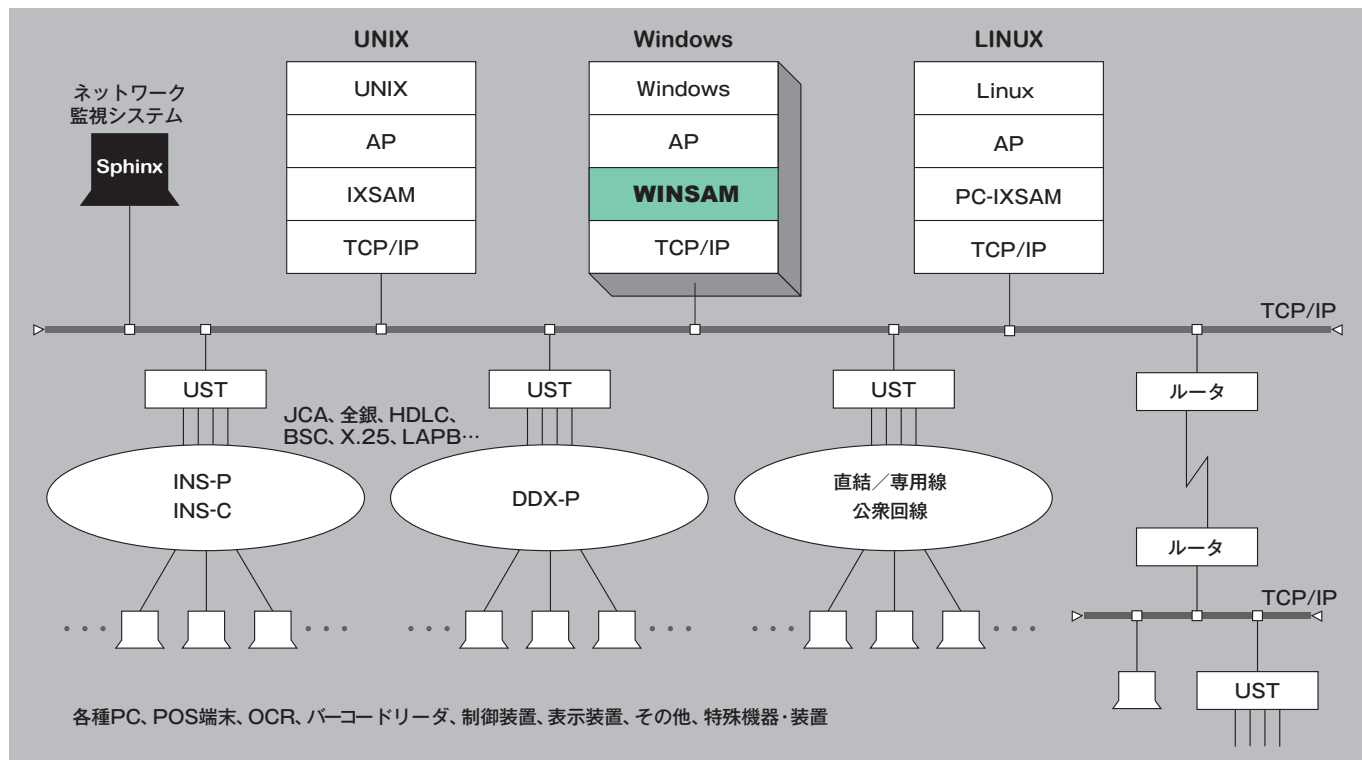 UNIX
Windows
LINUX
ネットワーク
監視システム
Sphinx
UNIX
AP
IXSAM
TCP/IP
Windows
AP
WINSAM
TCP/IP
Linux
AP
PC-IXSAM
TCP/IP
TCP/IP
UST
UST
UST
ルータ
JCA、全銀、HDLC、
BSC、X.25、LAPB…
INS-P
INS-C
DDX-P
直結／専用線
公衆回線
ルータ
TCP/IP
UST
各種PC、POS端末、OCR、バーコードリーダ、制御装置、表示装置、その他、特殊機器・装置